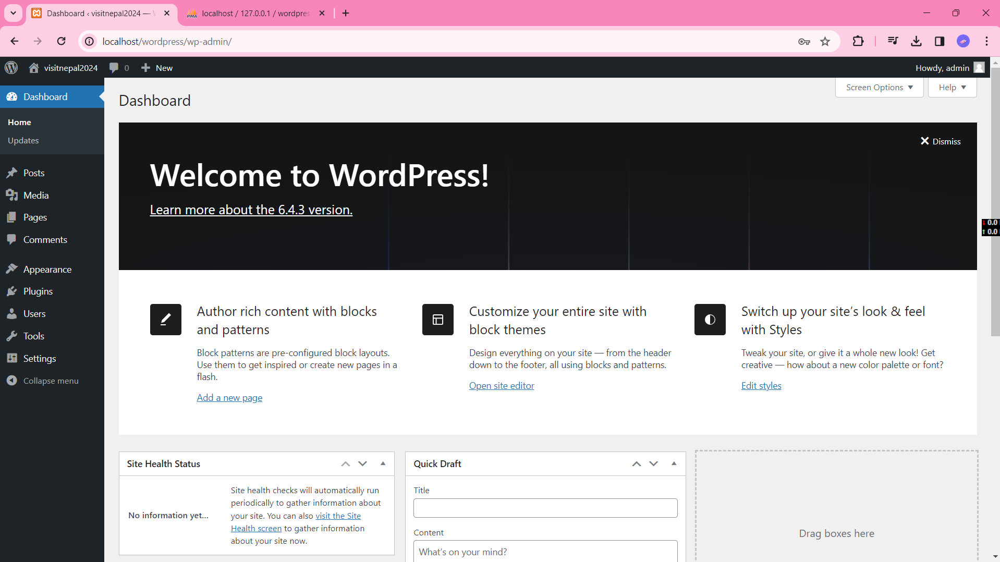 Dashboard ‹ visitnepal2024 —
PMA localhost / 127.0.0.1 / wordpres
localhost/wordpress/wp-admin/
visitnepal2024 0 New
Howdy, admin
Screen Options Help
Dashboard
Home
Updates
Posts
Media
Pages
Comments
Appearance
Plugins
Users
Tools
Settings
Collapse menu
Dashboard
Dismiss
Welcome to WordPress!
Learn more about the 6.4.3 version.
0.0
0.0
Author rich content with blocks
and patterns
Block patterns are pre-configured block layouts.
Use them to get inspired or create new pages in a
flash.
Add a new page
Customize your entire site with
block themes
Design everything on your site — from the header
down to the footer, all using blocks and patterns.
Open site editor
Switch up your site’s look & feel
with Styles
Tweak your site, or give it a whole new look! Get
creative — how about a new color palette or font?
Edit styles
Site Health Status
No information yet...
Site health checks will automatically run
periodically to gather information about
your site. You can also visit the Site
Health screen to gather information
about your site now.
Quick Draft
Title
Content
What’s on your mind?
Drag boxes here